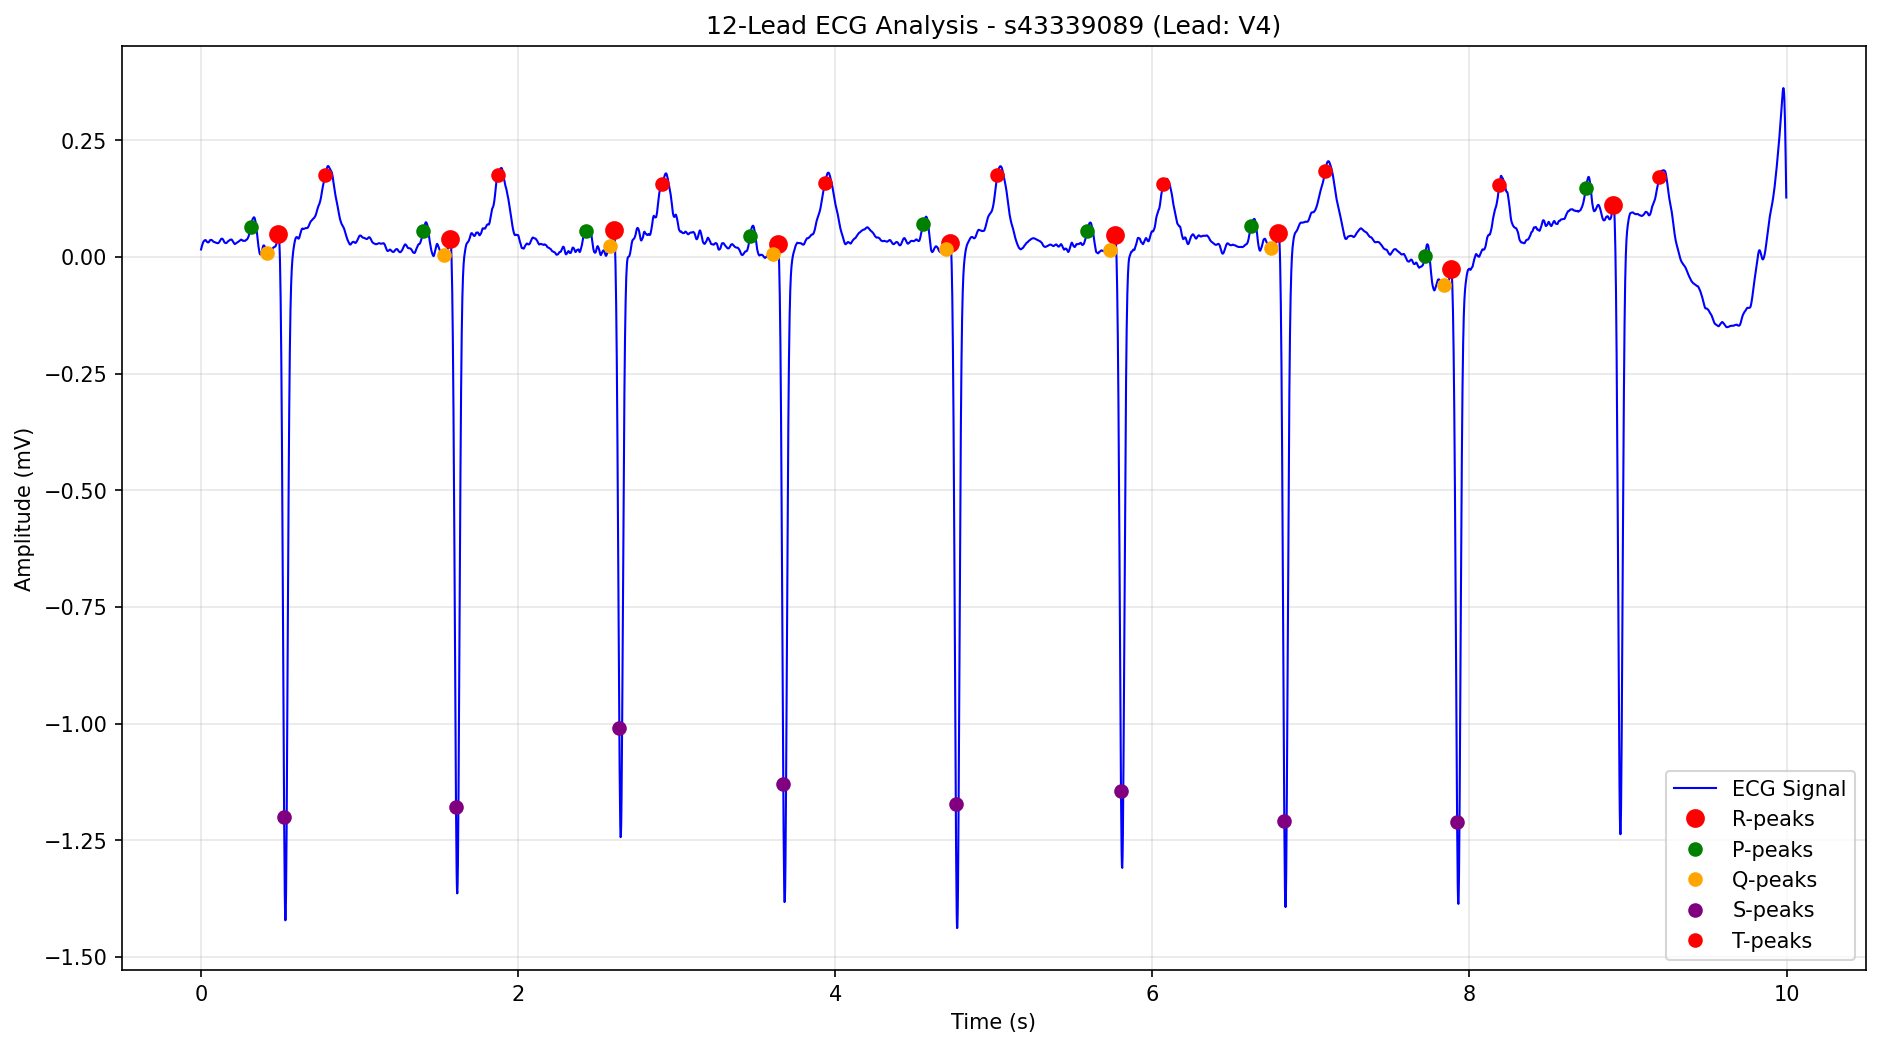 12-Lead ECG Analysis - s43339089 (Lead: V4)
Amplitude (mV)
0.25
0.00
−0.25
−0.50
−0.75
−1.00
−1.25
−1.50
0
2
4
6
8
10
Time (s)
ECG Signal
R-peaks
P-peaks
Q-peaks
S-peaks
T-peaks